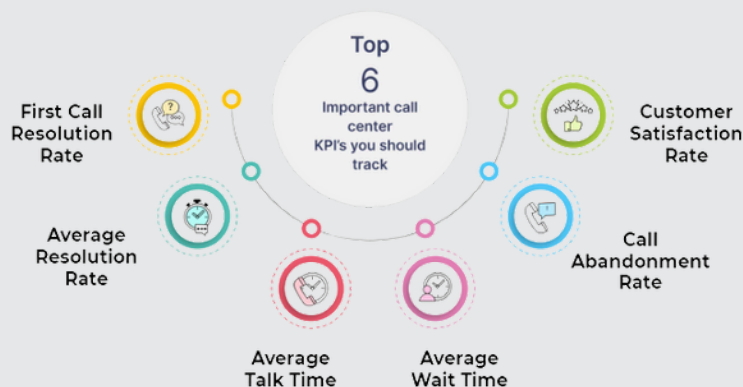 Top
6
Important call
center
KPI's you should
track
First Call
Resolution
Rate
Average
Resolution
Rate
Average
Talk Time
Average
Wait Time
Call
Abandonment
Rate
Customer
Satisfaction
Rate